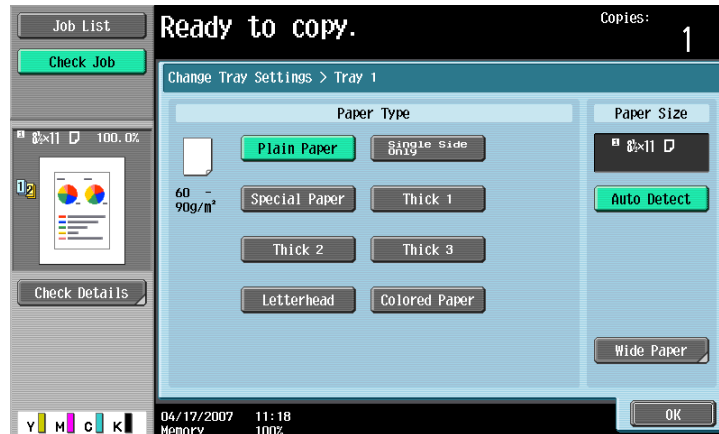 Job List
Check Job
Ready to copy.
Copies:
1
Change Tray Settings > Tray 1
Paper Type
Paper Size
8½×11 100.0%
1 2
Plain Paper
Single Side
Only
60 -
90g/m²
Special Paper
Thick 1
Thick 2
Thick 3
Letterhead
Colored Paper
8½×11
Auto Detect
Wide Paper
Check Details
Y M C K
04/17/2007 11:18
Memory 100%
OK